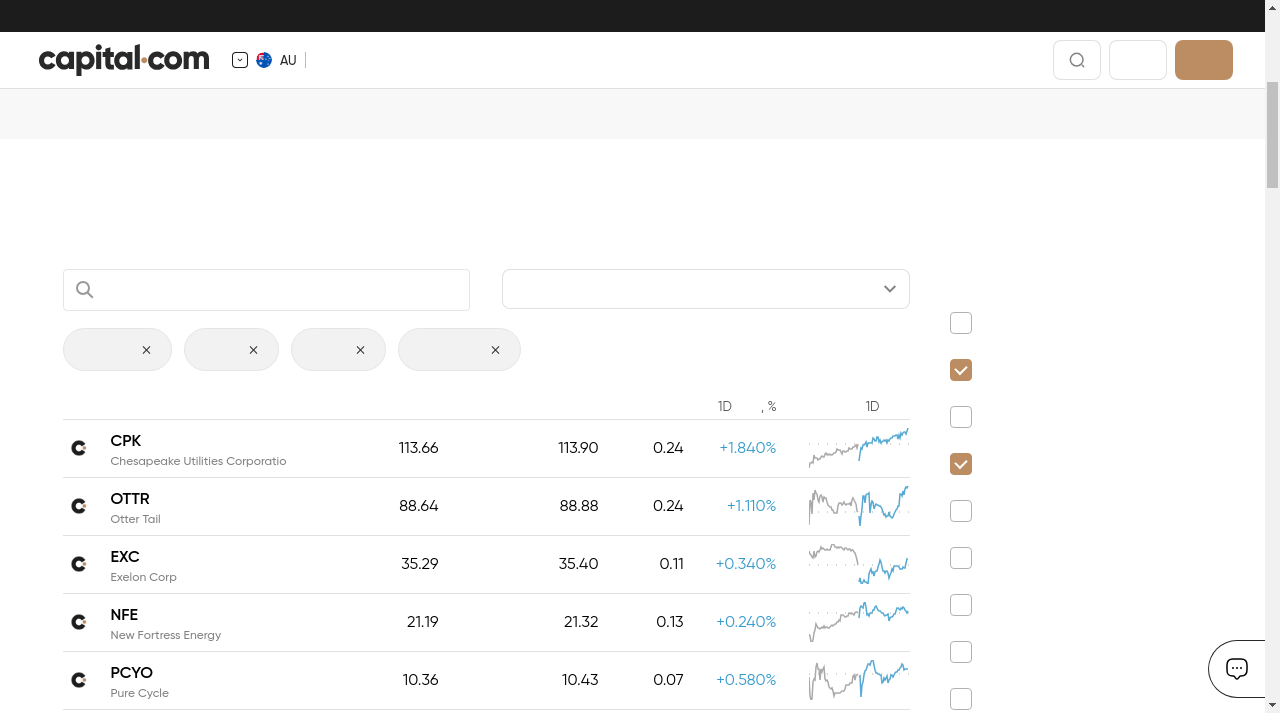 capital.com
AU
1D , % 1D
CPK 113.66 113.90 0.24 +1.840%
Chesapeake Utilities Corporatio
OTTR 88.64 88.88 0.24 +1.110%
Otter Tail
EXC 35.29 35.40 0.11 +0.340%
Exelon Corp
NFE 21.19 21.32 0.13 +0.240%
New Fortress Energy
PCYO 10.36 10.43 0.07 +0.580%
Pure Cycle